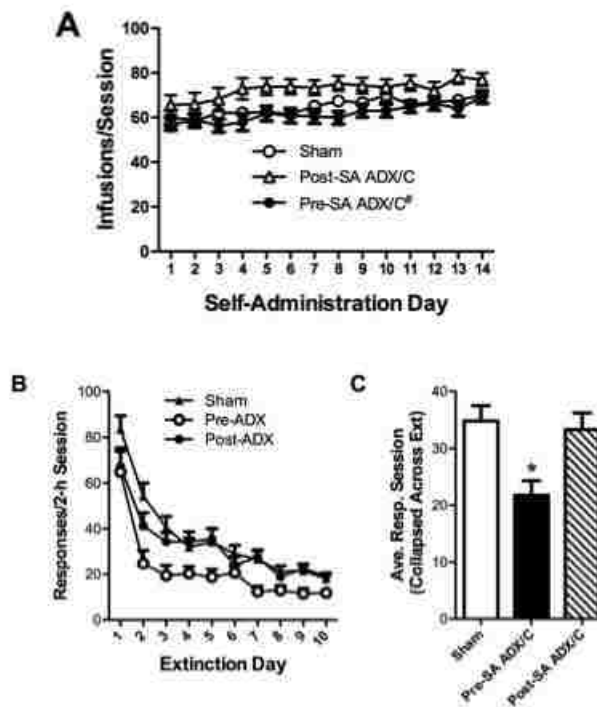 A
Infusions/Session
100
80
60
40
20
0
Sham
Post-SA ADX/C
Pre-SA ADX/C#
1 2 3 4 5 6 7 8 9 10 11 12 13 14
Self-Administration Day
B
Responses/2-h Session
100
80
60
40
20
0
Sham
Pre-ADX
Post-ADX
1 2 3 4 5 6 7 8 9 10
Extinction Day
C
Ave. Resp. Session
(Collapsed Across Ext)
40
30
20
10
0
*
Sham
Pre-SA ADX/C
Post-SA ADX/C